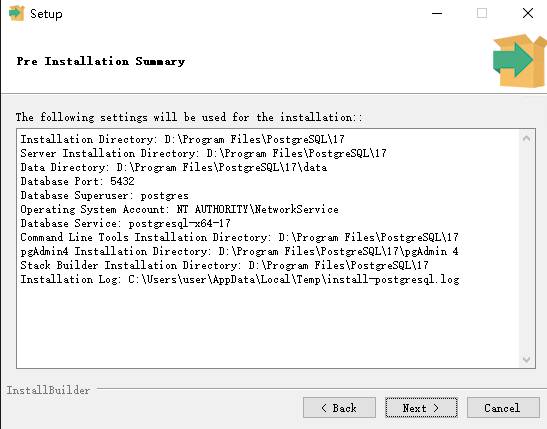 Setup
Pre Installation Summary
The following settings will be used for the installation::
Installation Directory: D:\Program Files\PostgreSQL\17
Server Installation Directory: D:\Program Files\PostgreSQL\17
Data Directory: D:\Program Files\PostgreSQL\17\data
Database Port: 5432
Database Superuser: postgres
Operating System Account: NT AUTHORITY\NetworkService
Database Service: postgresql-x64-17
Command Line Tools Installation Directory: D:\Program Files\PostgreSQL\17
pgAdmin4 Installation Directory: D:\Program Files\PostgreSQL\17\pgAdmin 4
Stack Builder Installation Directory: D:\Program Files\PostgreSQL\17
Installation Log: C:\Users\user\AppData\Local\Temp\install-postgresql.log
InstallBuilder
< Back
Next >
Cancel